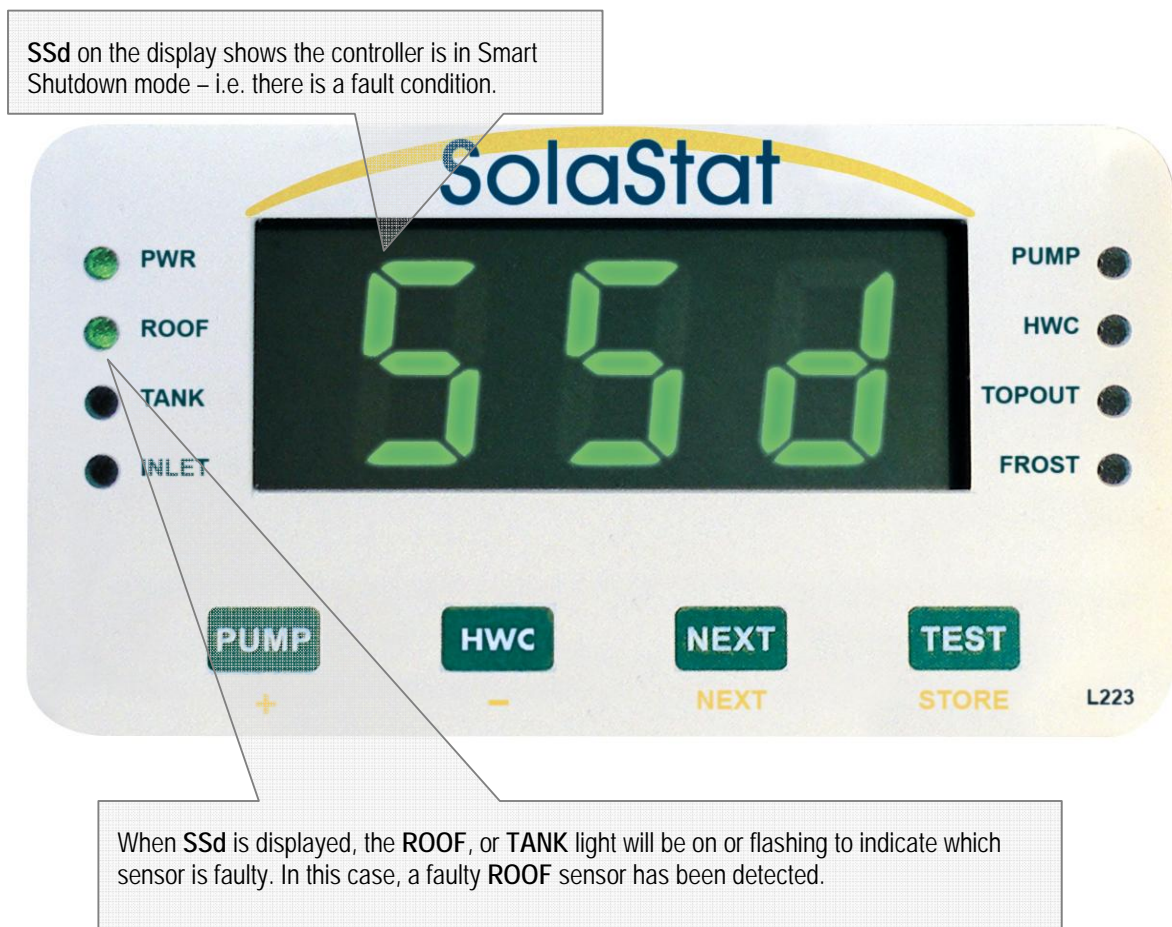 SSd on the display shows the controller is in Smart
Shutdown mode – i.e. there is a fault condition.
SolaStat
PWR
ROOF
TANK
INLET
SSd
PUMP
HWC
TOPOUT
FROST
PUMP
HWC
NEXT
TEST
+
–
NEXT
STORE
L223
When SSd is displayed, the ROOF, or TANK light will be on or flashing to indicate which
sensor is faulty. In this case, a faulty ROOF sensor has been detected.